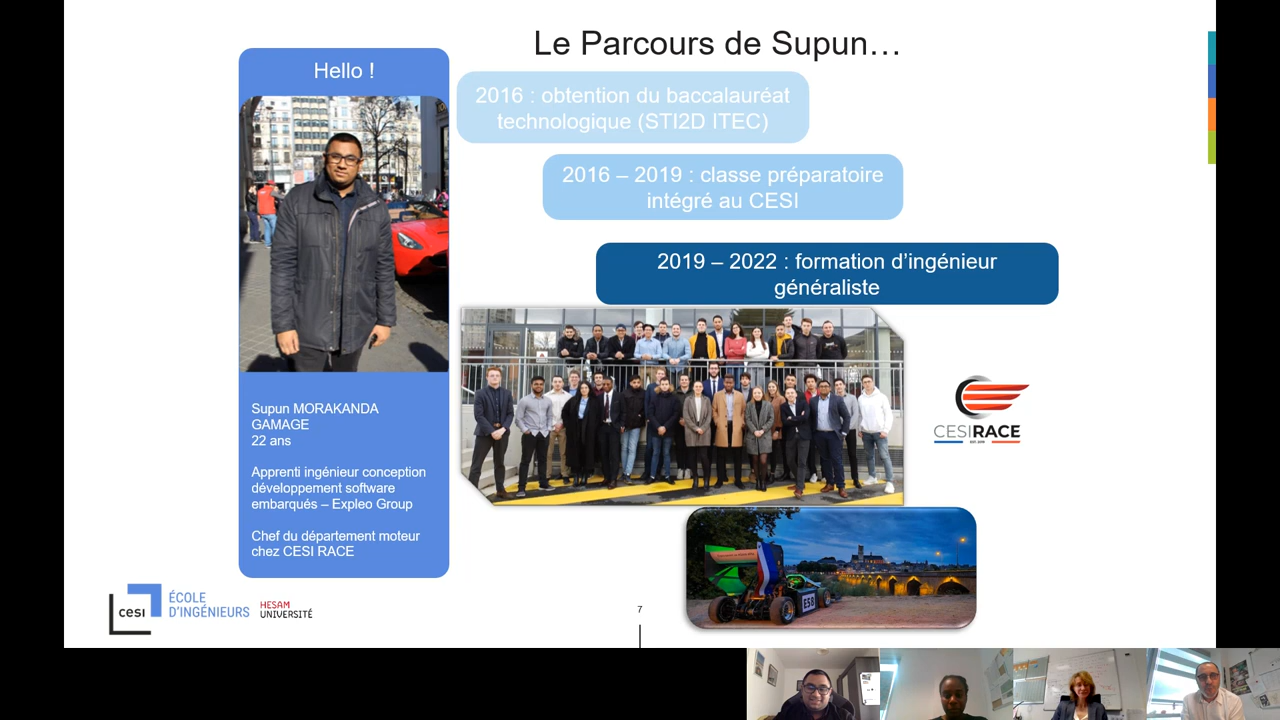 Le Parcours de Supun…
Hello !
2016 : obtention du baccalauréat
technologique (STI2D ITEC)
2016 – 2019 : classe préparatoire
intégré au CESI
2019 – 2022 : formation d'ingénieur
généraliste
Supun MORAKANDA
GAMAGE
22 ans
Apprenti ingénieur conception
développement software
embarqués – Expleo Group
Chef du département moteur
chez CESI RACE
CESIRACE
E58
cesi
ÉCOLE
D'INGÉNIEURS
HESAM
UNIVERSITÉ
7